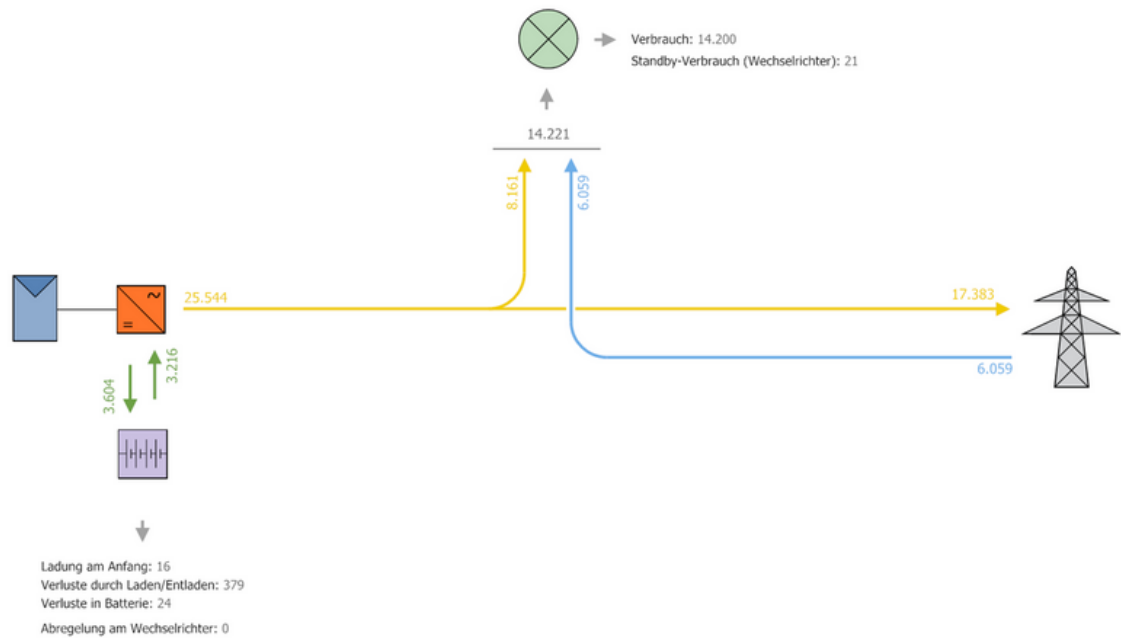 Verbrauch: 14.200
Standby-Verbrauch (Wechselrichter): 21
14.221
8.161
6.059
25.544
17.383
6.059
3.604
3.216
Ladung am Anfang: 16
Verluste durch Laden/Entladen: 379
Verluste in Batterie: 24
Abregelung am Wechselrichter: 0